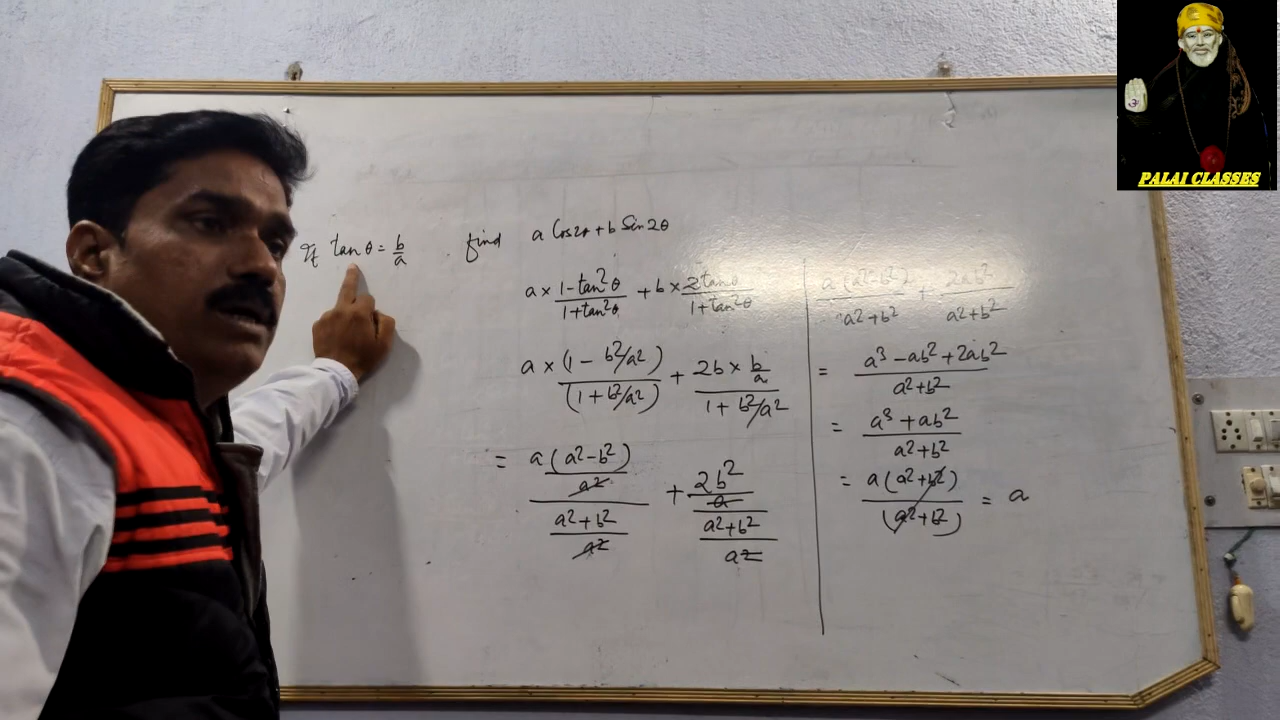 If tanθ = b/a . find a Cos2θ + b Sin2θ
a × (1-tan²θ)/(1+tan²θ) + b × (2tanθ)/(1+tan²θ)
a × (1 - b²/a²)/(1 + b²/a²) + (2b × b/a)/(1 + b²/a²)
= (a(a²-b²)/a²)/((a²+b²)/a²) + (2b²/a)/((a²+b²)/a²)
a(a²-b²)/(a²+b²) + 2ab²/(a²+b²)
= (a³ - ab² + 2ab²)/(a²+b²)
= (a³ + ab²)/(a²+b²)
= a(a²+b²)/(a²+b²) = a
PALAI CLASSES